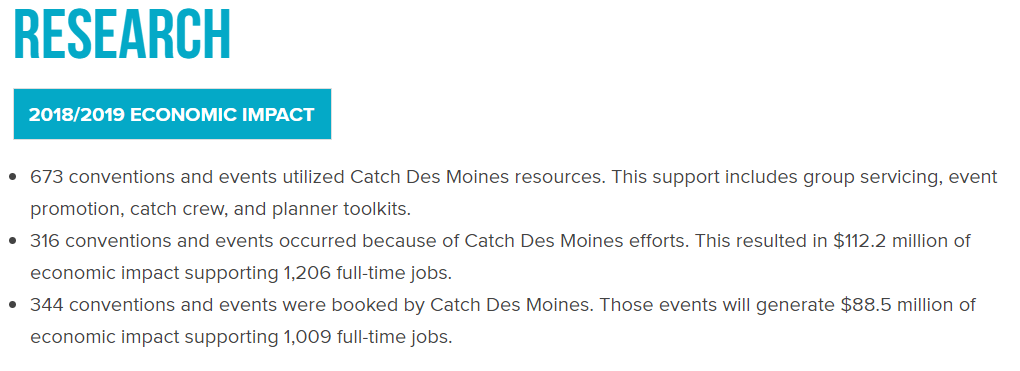 RESEARCH
2018/2019 ECONOMIC IMPACT
• 673 conventions and events utilized Catch Des Moines resources. This support includes group servicing, event
promotion, catch crew, and planner toolkits.
• 316 conventions and events occurred because of Catch Des Moines efforts. This resulted in $112.2 million of
economic impact supporting 1,206 full-time jobs.
• 344 conventions and events were booked by Catch Des Moines. Those events will generate $88.5 million of
economic impact supporting 1,009 full-time jobs.